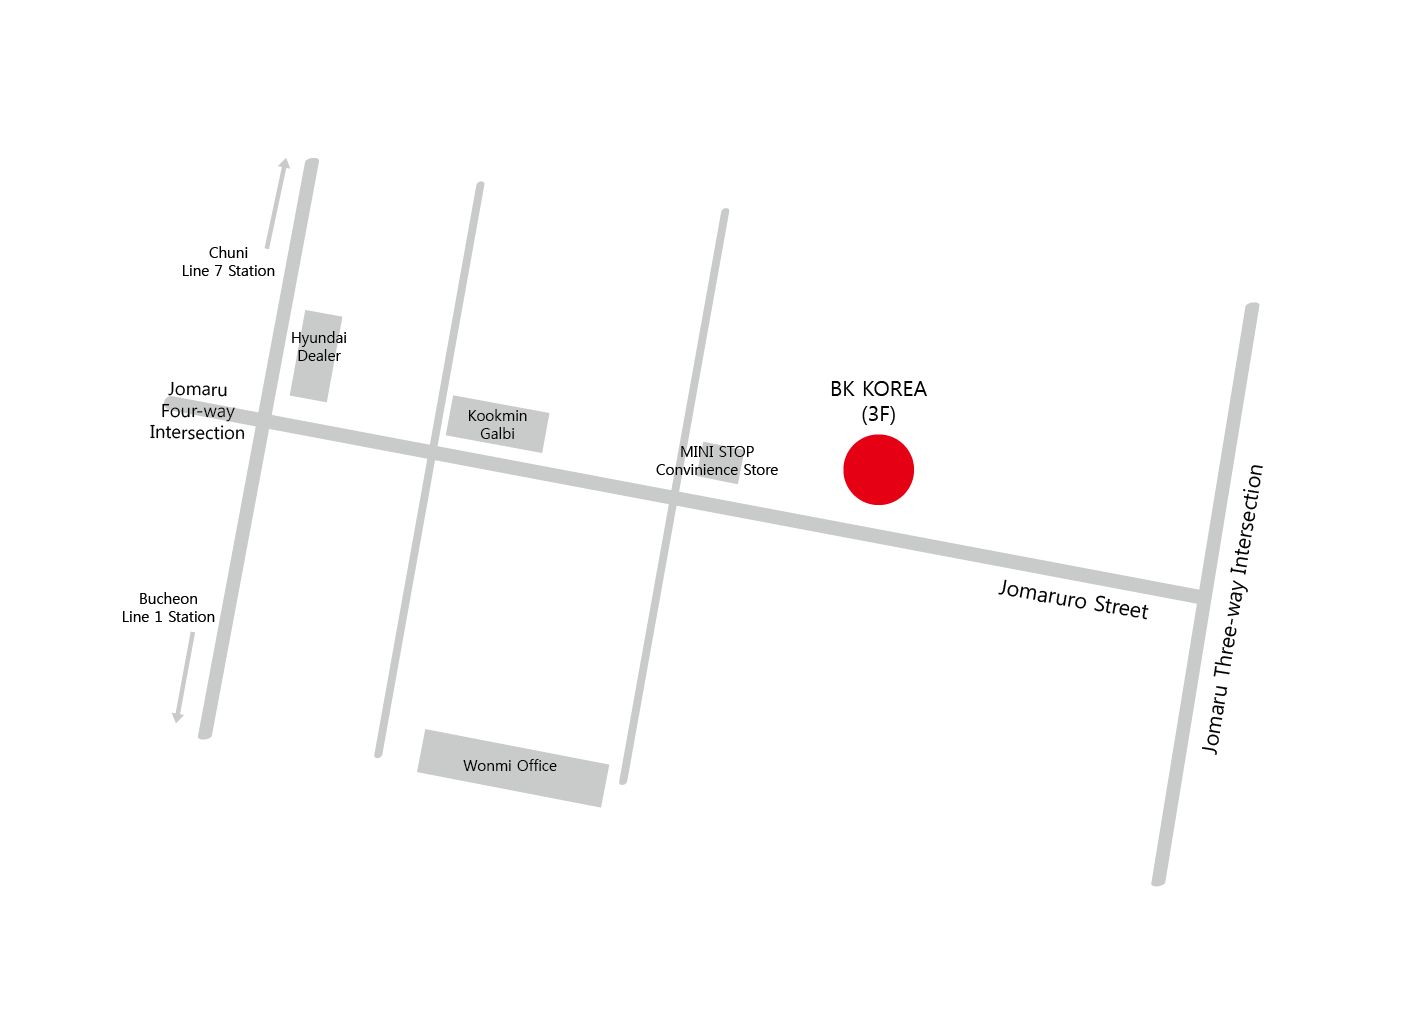 Chuni
Line 7 Station
Hyundai
Dealer
Jomaru
Four-way
Intersection
Kookmin
Galbi
BK KOREA
(3F)
MINI STOP
Convinience Store
Jomaruro Street
Jomaru Three-way Intersection
Bucheon
Line 1 Station
Wonmi Office